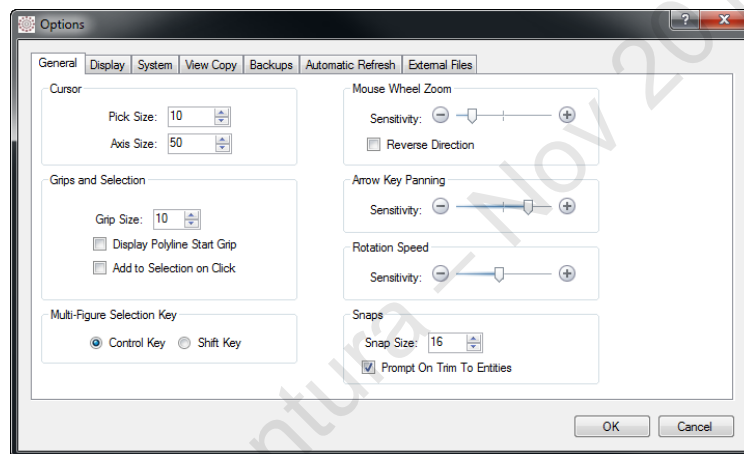 Options
General Display System View Copy Backups Automatic Refresh External Files
Cursor
Pick Size: 10
Axis Size: 50
Grips and Selection
Grip Size: 10
Display Polyline Start Grip
Add to Selection on Click
Multi-Figure Selection Key
Control Key Shift Key
Mouse Wheel Zoom
Sensitivity:
Reverse Direction
Arrow Key Panning
Sensitivity:
Rotation Speed
Sensitivity:
Snaps
Snap Size: 16
Prompt On Trim To Entities
OK Cancel
– Nov